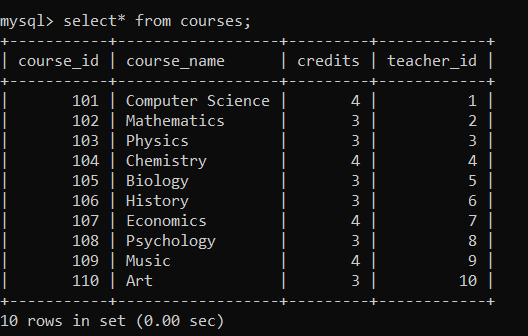 mysql> select* from courses;
+-----------+------------------+---------+------------+
| course_id | course_name      | credits | teacher_id |
+-----------+------------------+---------+------------+
|       101 | Computer Science |       4 |          1 |
|       102 | Mathematics      |       3 |          2 |
|       103 | Physics          |       3 |          3 |
|       104 | Chemistry        |       4 |          4 |
|       105 | Biology          |       3 |          5 |
|       106 | History          |       3 |          6 |
|       107 | Economics        |       4 |          7 |
|       108 | Psychology       |       3 |          8 |
|       109 | Music            |       4 |          9 |
|       110 | Art              |       3 |         10 |
+-----------+------------------+---------+------------+
10 rows in set (0.00 sec)